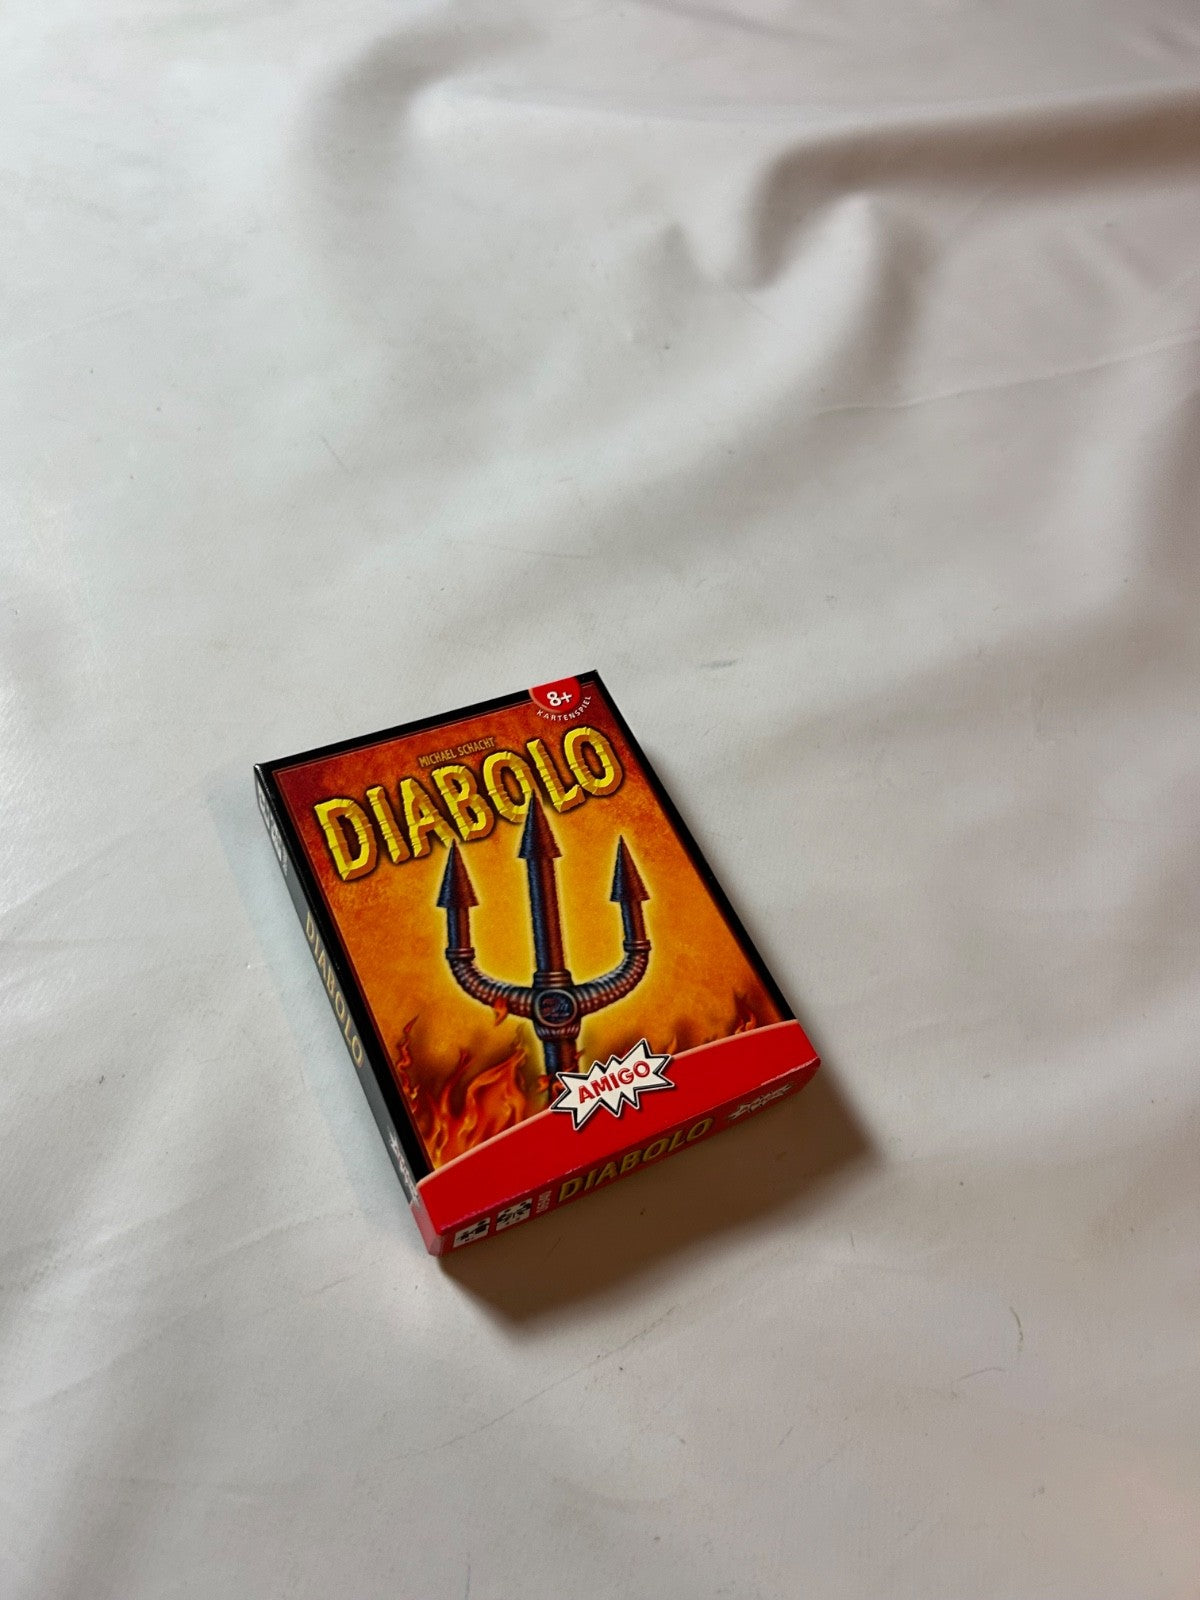 8+
KARTENSPIEL
MICHAEL SCHACHT
DIABOLO
AMIGO
DIABOLO
DIABOLO